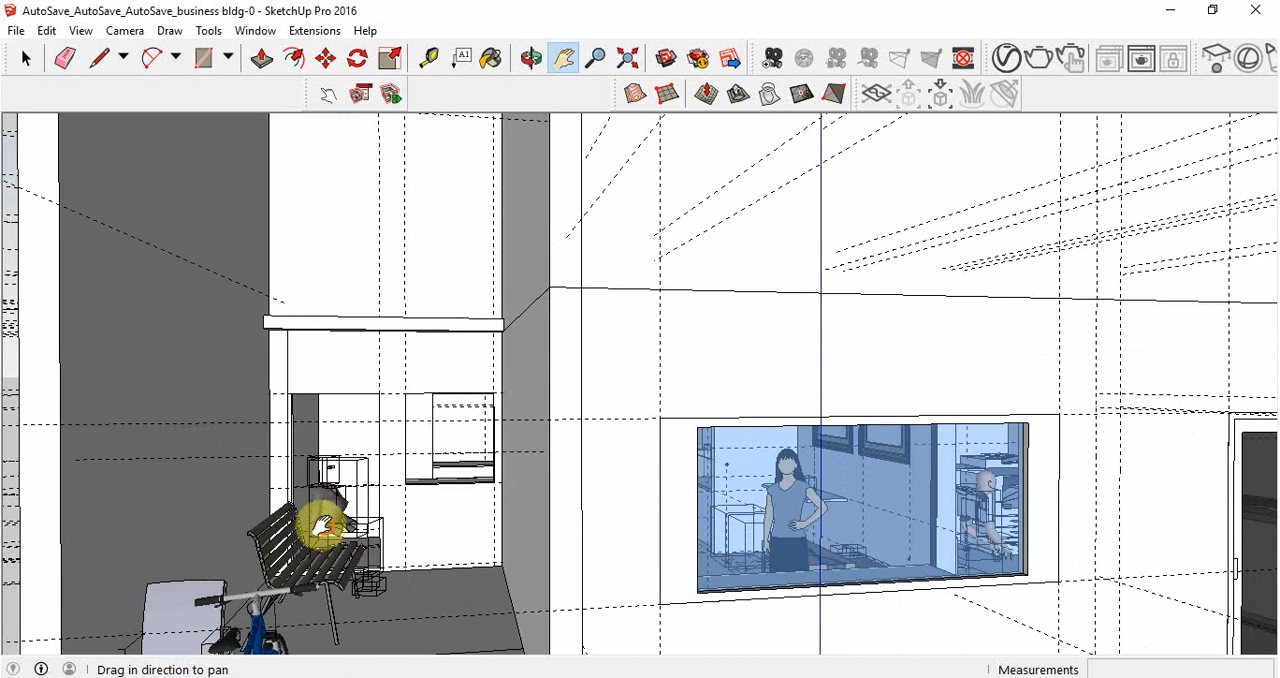 AutoSave_AutoSave_AutoSave_business bldg-0 - SketchUp Pro 2016
File Edit View Camera Draw Tools Window Extensions Help
A1
Drag in direction to pan
Measurements